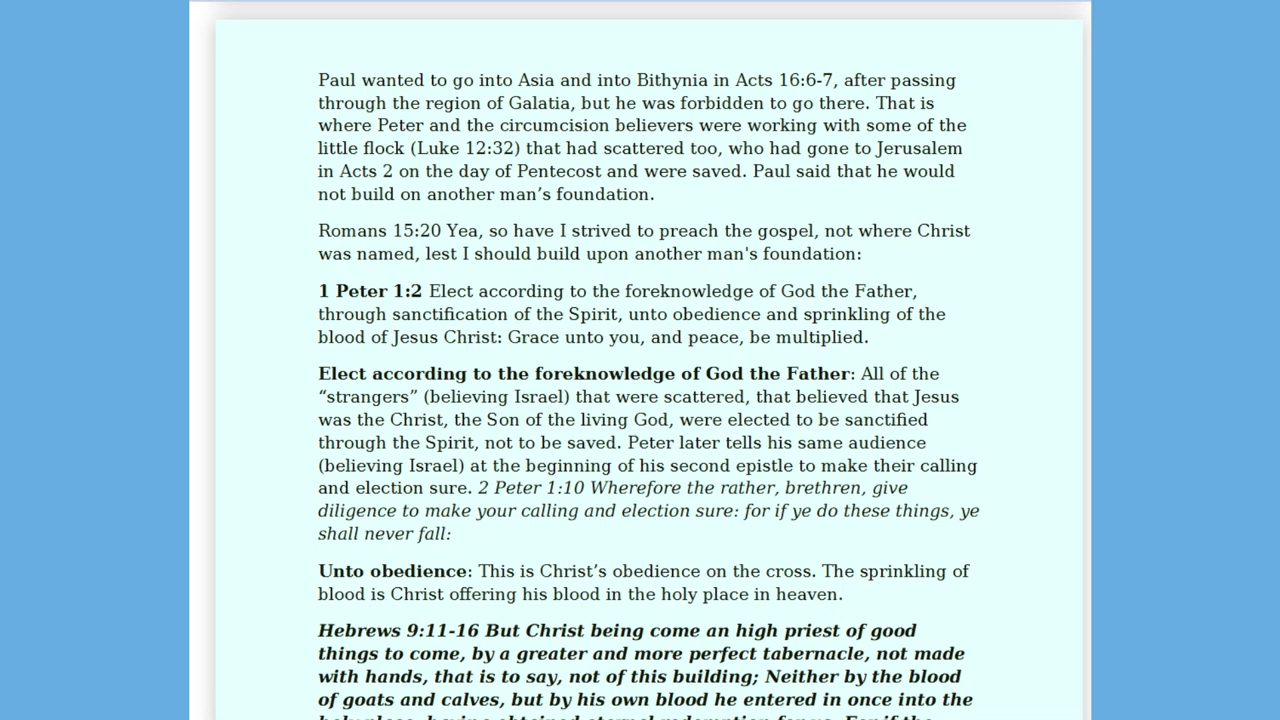 Paul wanted to go into Asia and into Bithynia in Acts 16:6-7, after passing
through the region of Galatia, but he was forbidden to go there. That is
where Peter and the circumcision believers were working with some of the
little flock (Luke 12:32) that had scattered too, who had gone to Jerusalem
in Acts 2 on the day of Pentecost and were saved. Paul said that he would
not build on another man’s foundation.
Romans 15:20 Yea, so have I strived to preach the gospel, not where Christ
was named, lest I should build upon another man's foundation:
1 Peter 1:2 Elect according to the foreknowledge of God the Father,
through sanctification of the Spirit, unto obedience and sprinkling of the
blood of Jesus Christ: Grace unto you, and peace, be multiplied.
Elect according to the foreknowledge of God the Father: All of the
“strangers” (believing Israel) that were scattered, that believed that Jesus
was the Christ, the Son of the living God, were elected to be sanctified
through the Spirit, not to be saved. Peter later tells his same audience
(believing Israel) at the beginning of his second epistle to make their calling
and election sure. 2 Peter 1:10 Wherefore the rather, brethren, give
diligence to make your calling and election sure: for if ye do these things, ye
shall never fall:
Unto obedience: This is Christ’s obedience on the cross. The sprinkling of
blood is Christ offering his blood in the holy place in heaven.
Hebrews 9:11-16 But Christ being come an high priest of good
things to come, by a greater and more perfect tabernacle, not made
with hands, that is to say, not of this building; Neither by the blood
of goats and calves, but by his own blood he entered in once into the
holy place, having obtained eternal redemption for us. For if the